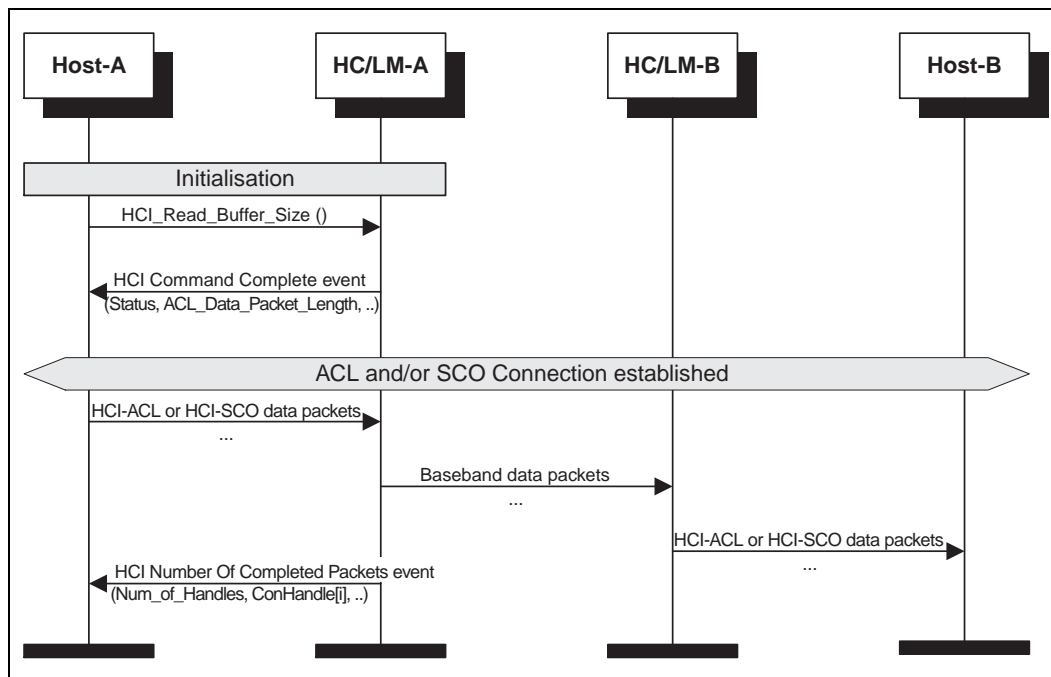 Host-A
HC/LM-A
HC/LM-B
Host-B
Initialisation
HCI_Read_Buffer_Size ()
HCI Command Complete event
(Status, ACL_Data_Packet_Length, ..)
ACL and/or SCO Connection established
HCI-ACL or HCI-SCO data packets
...
Baseband data packets
...
HCI-ACL or HCI-SCO data packets
...
HCI Number Of Completed Packets event
(Num_of_Handles, ConHandle[i], ..)